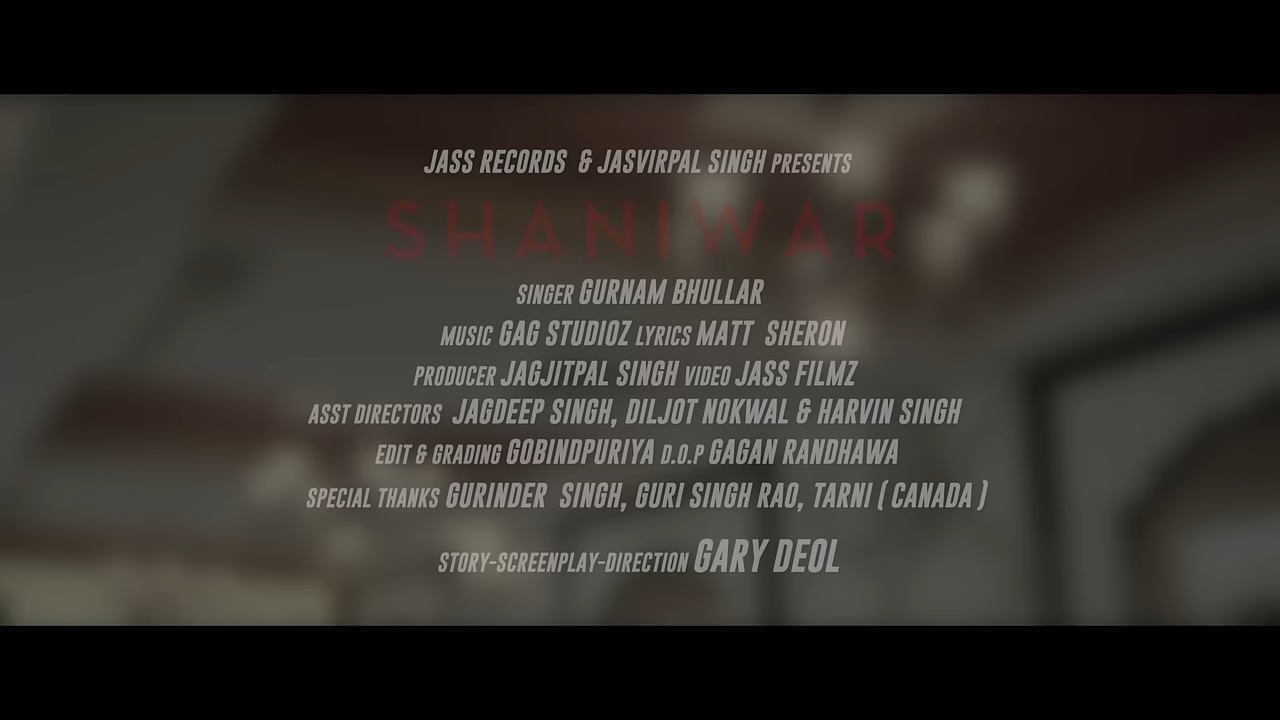 JASS RECORDS & JASVIRPAL SINGH PRESENTS
SHANIWAR
SINGER GURNAM BHULLAR
MUSIC GAG STUDIOZ LYRICS MATT SHERON
PRODUCER JAGJITPAL SINGH VIDEO JASS FILMZ
ASST DIRECTORS JAGDEEP SINGH, DILJOT NOKWAL & HARVIN SINGH
EDIT & GRADING GOBINDPURIYA D.O.P GAGAN RANDHAWA
SPECIAL THANKS GURINDER SINGH, GURI SINGH RAO, TARNI ( CANADA )
STORY-SCREENPLAY-DIRECTION GARY DEOL